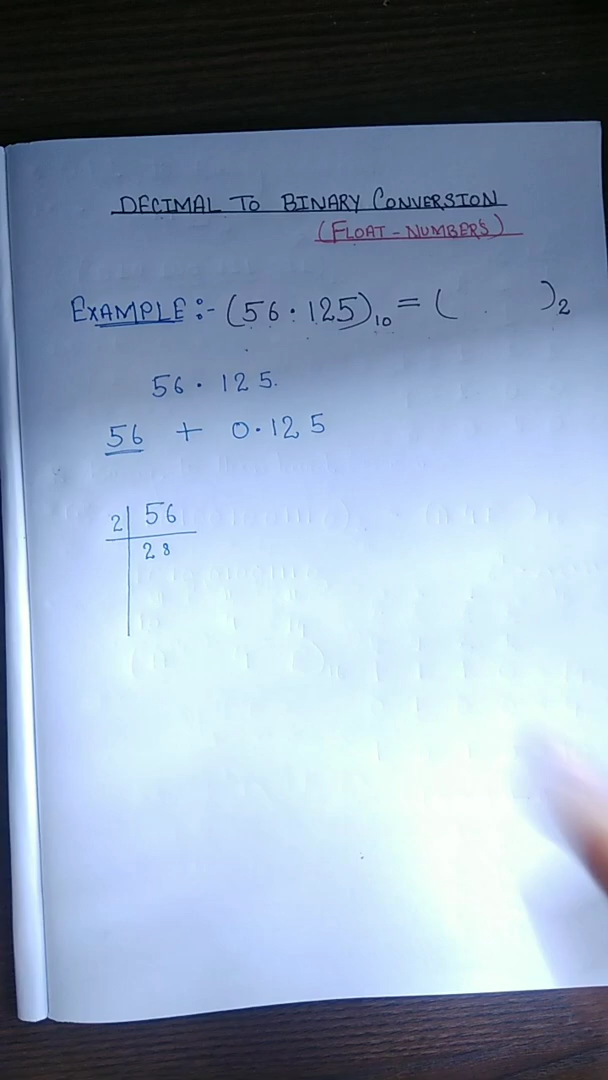 DECIMAL TO BINARY CONVERSION
(FLOAT - NUMBERS)
EXAMPLE :- (56.125)10 = ( . )2
56.125.
56 + 0.125
2 | 56
28